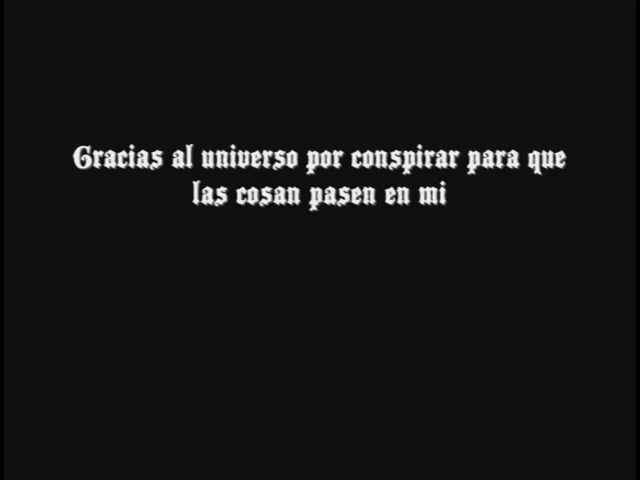 Gracias al universo por conspirar para que
las cosan pasen en mi